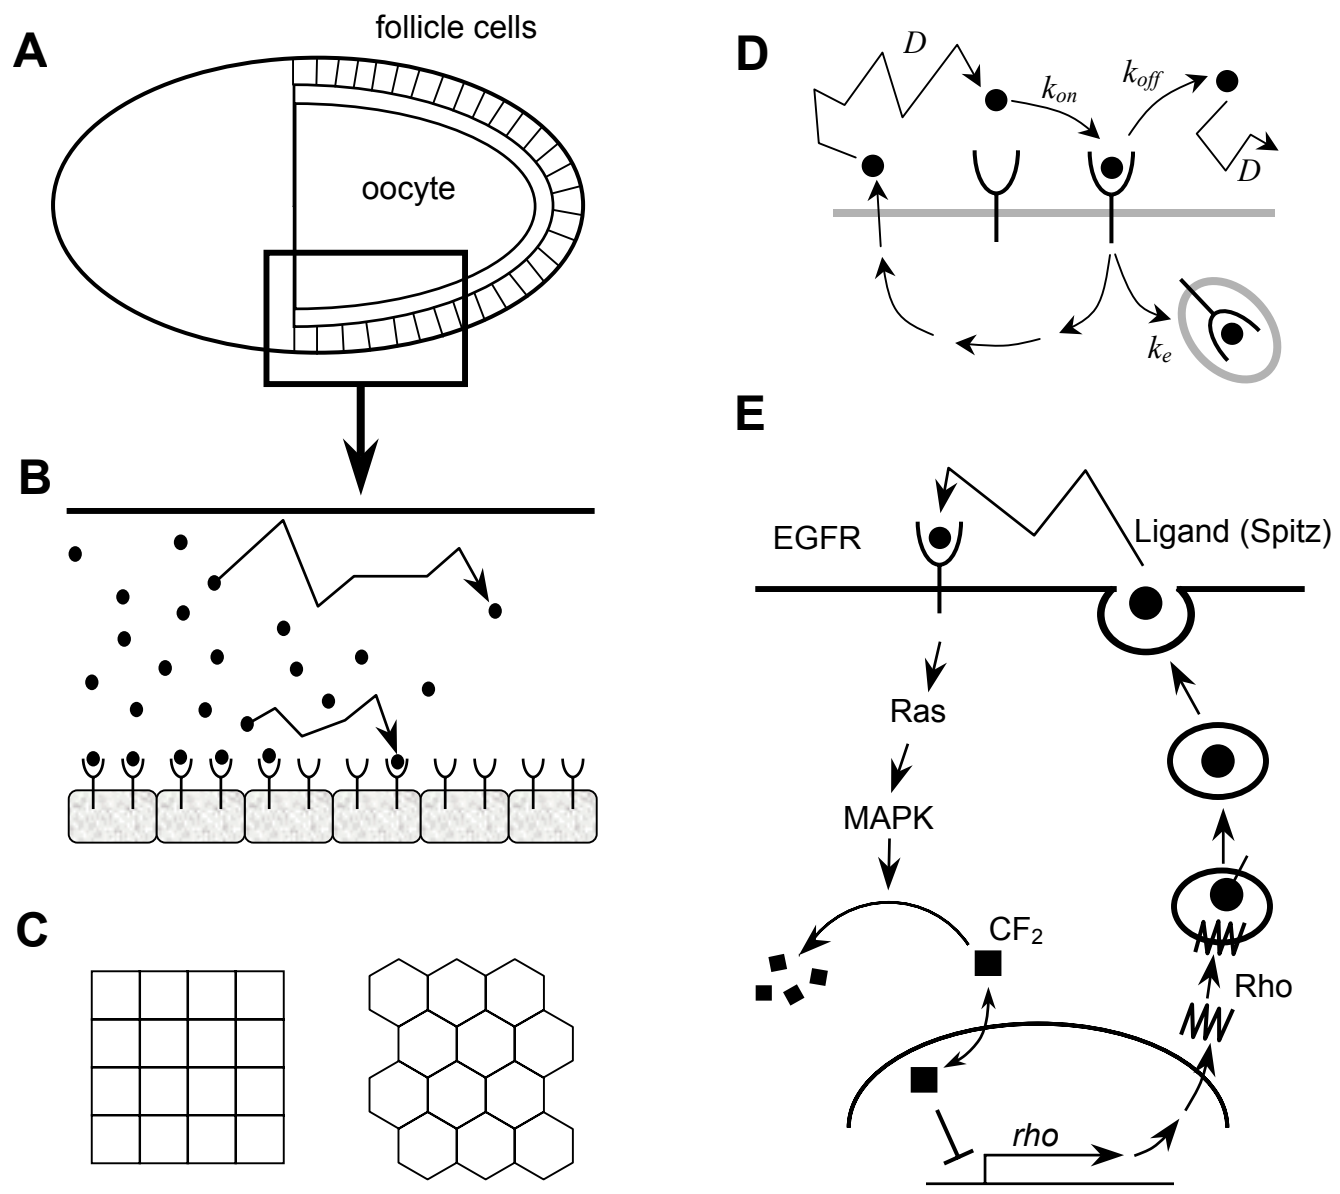 A
follicle cells
oocyte
B
C
D
D
k_on
k_off
D
k_e
E
EGFR
Ligand (Spitz)
Ras
MAPK
CF₂
Rho
rho